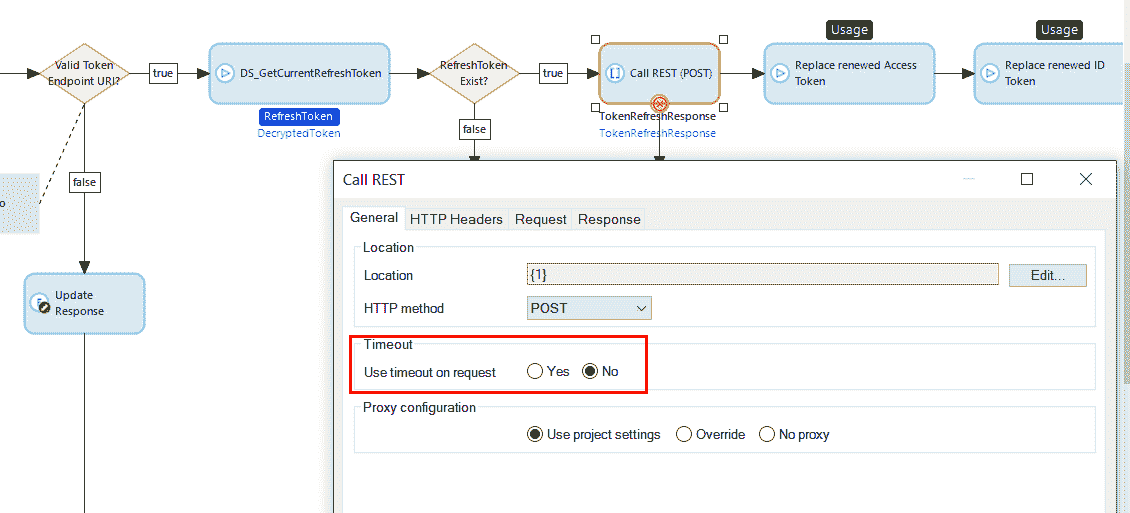 Usage
Usage
Valid Token
Endpoint URI?
true
DS_GetCurrentRefreshToken
RefreshToken
Exist?
true
Call REST {POST}
Replace renewed Access
Token
Replace renewed ID
Token
RefreshToken
DecryptedToken
TokenRefreshResponse
TokenRefreshResponse
false
false
o
Update
Response
Call REST
General
HTTP Headers
Request
Response
Location
Location
{1}
Edit...
HTTP method
POST
Timeout
Use timeout on request
Yes
No
Proxy configuration
Use project settings
Override
No proxy